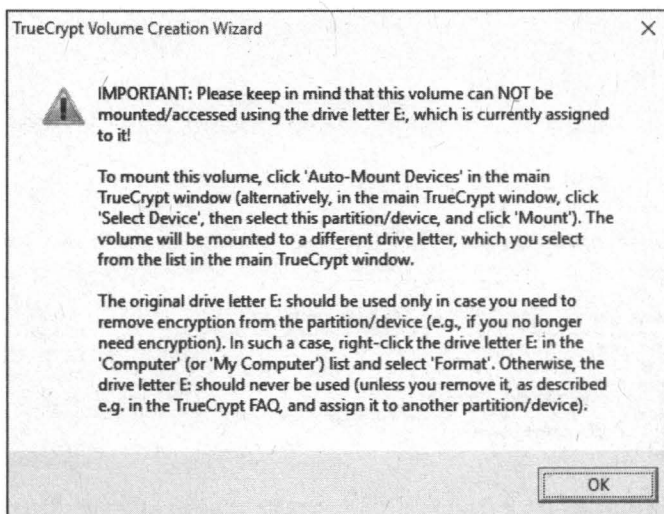 TrueCrypt Volume Creation Wizard
IMPORTANT: Please keep in mind that this volume can NOT be
mounted/accessed using the drive letter E:, which is currently assigned
to it!
To mount this volume, click 'Auto-Mount Devices' in the main
TrueCrypt window (alternatively, in the main TrueCrypt window, click
'Select Device', then select this partition/device, and click 'Mount'). The
volume will be mounted to a different drive letter, which you select
from the list in the main TrueCrypt window.
The original drive letter E: should be used only in case you need to
remove encryption from the partition/device (e.g., if you no longer
need encryption). In such a case, right-click the drive letter E: in the
'Computer' (or 'My Computer') list and select 'Format'. Otherwise, the
drive letter E: should never be used (unless you remove it, as described
e.g. in the TrueCrypt FAQ, and assign it to another partition/device).
OK